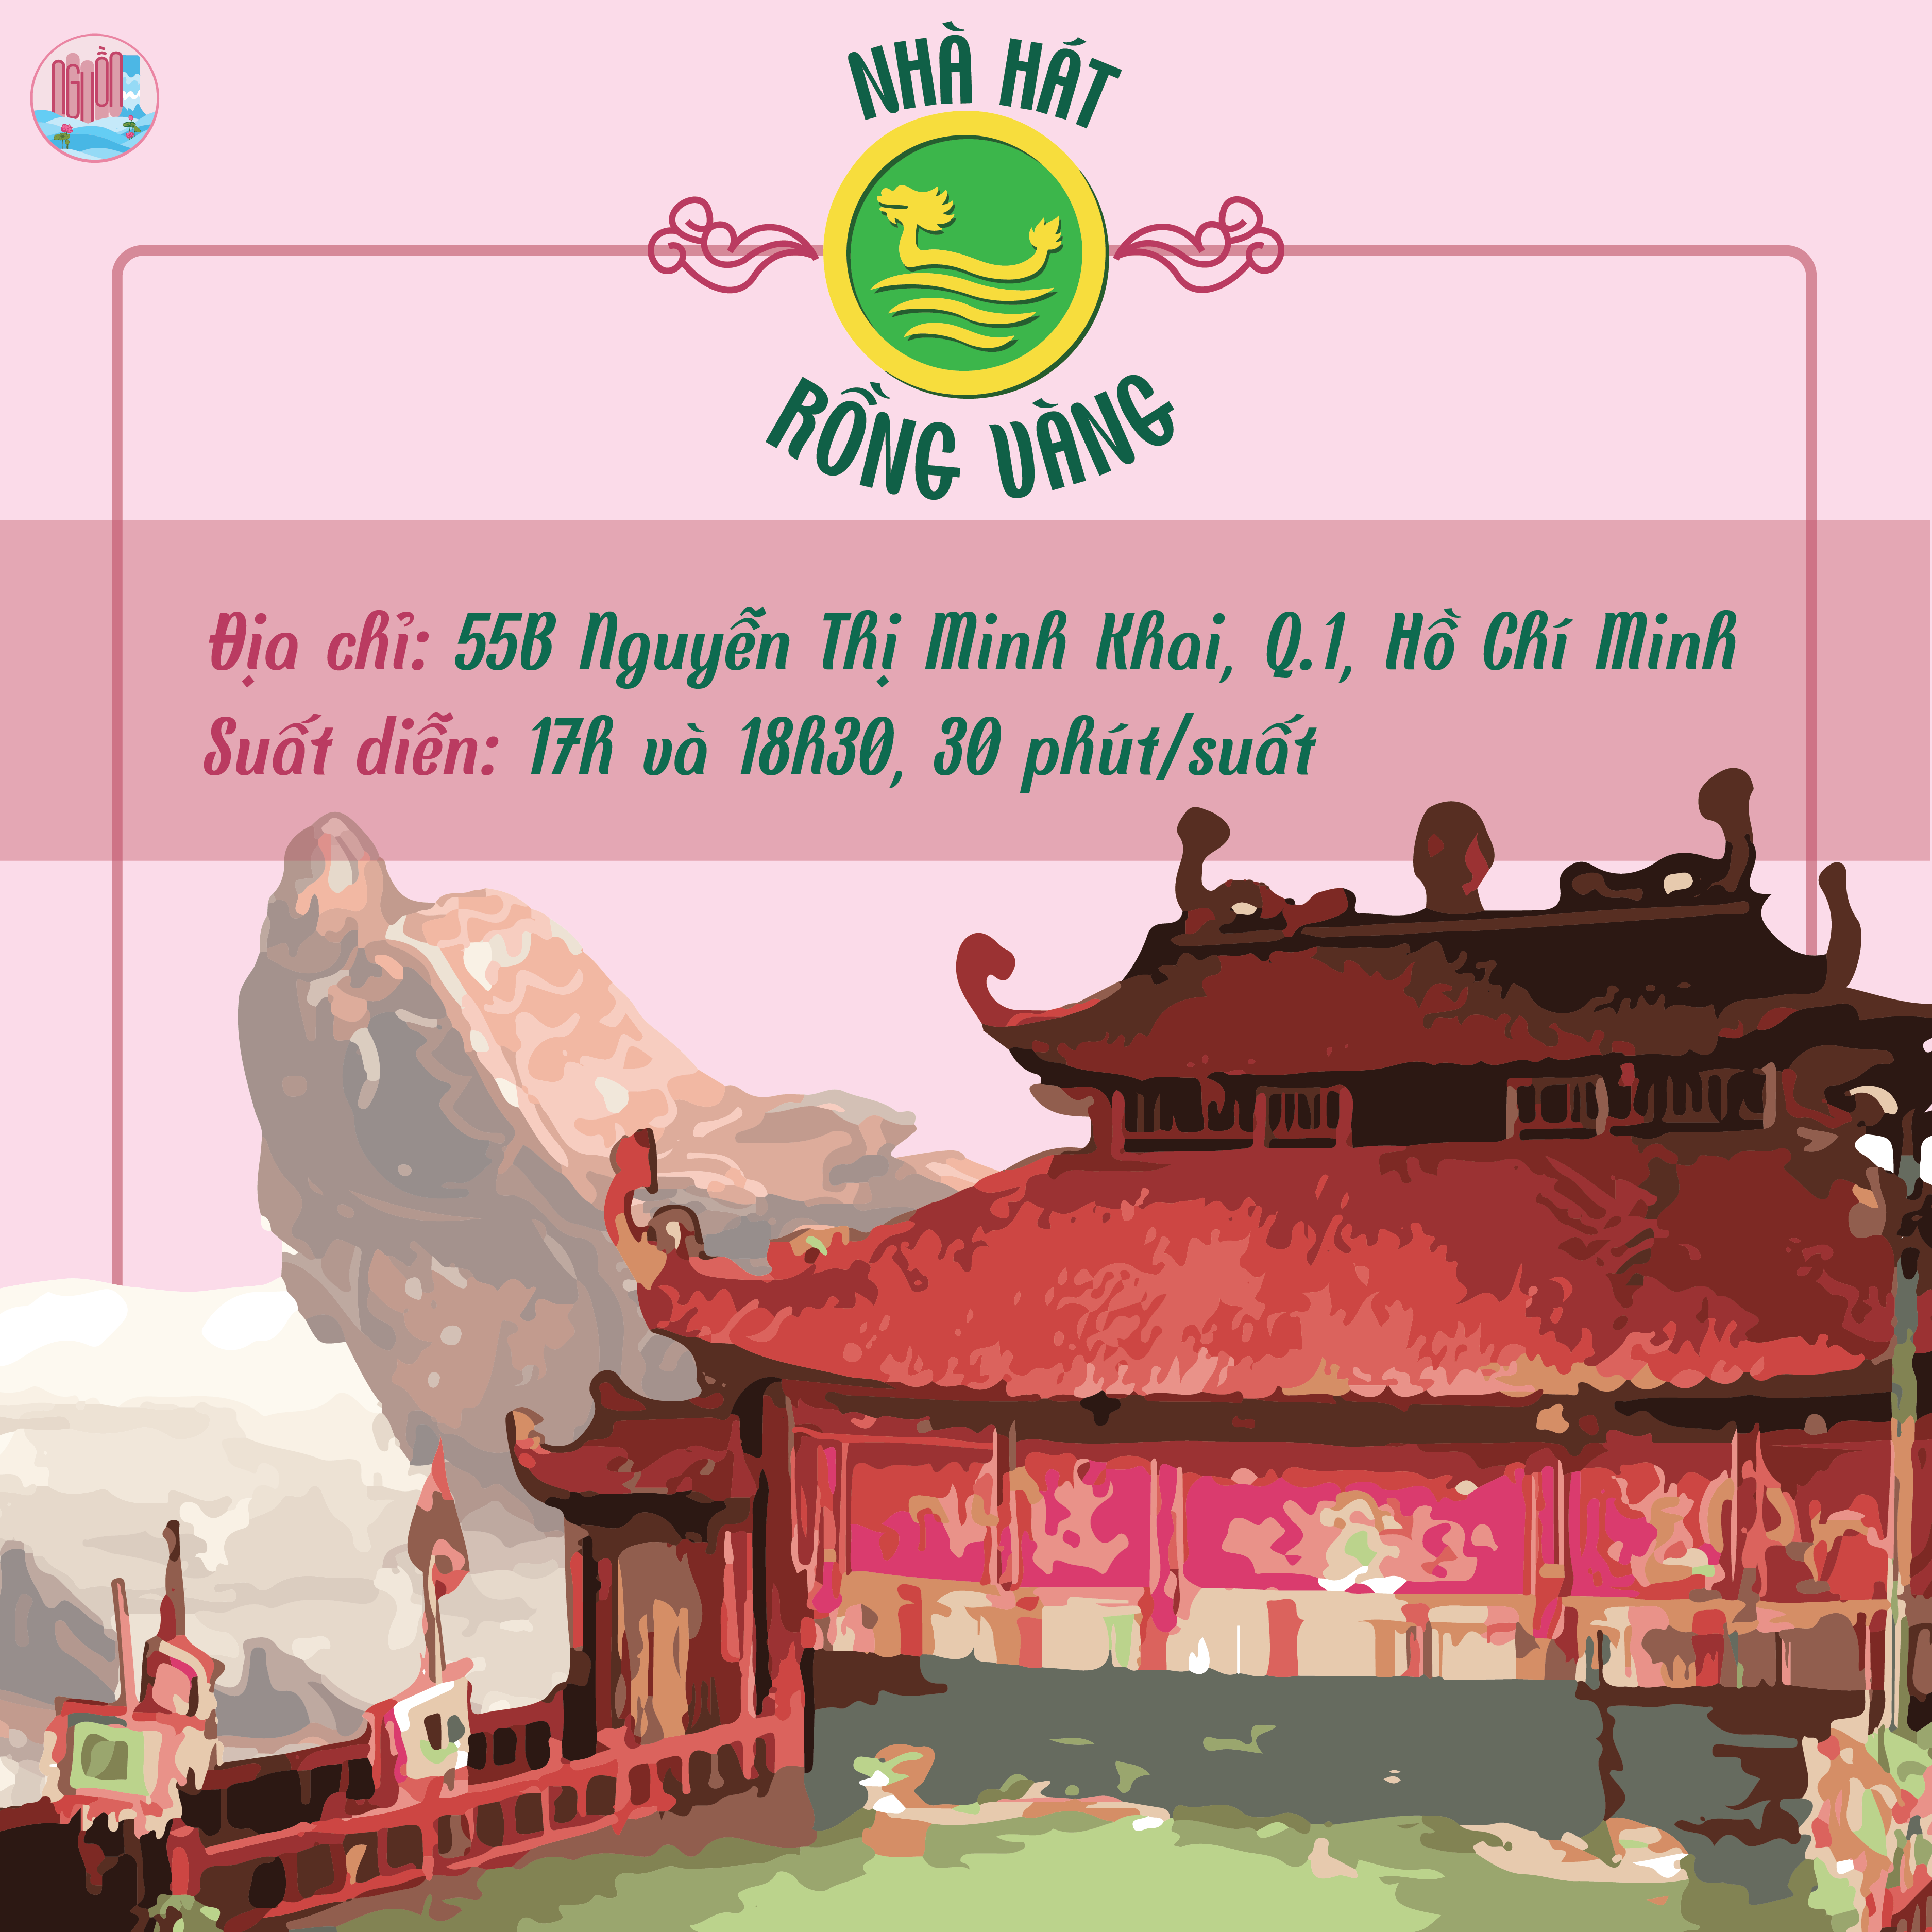 NGUỒN
NHÀ HÁT
RỒNG VÀNG
Địa chỉ: 55B Nguyễn Thị Minh Khai, Q.1, Hồ Chí Minh
Suất diễn: 17h và 18h30, 30 phút/suất